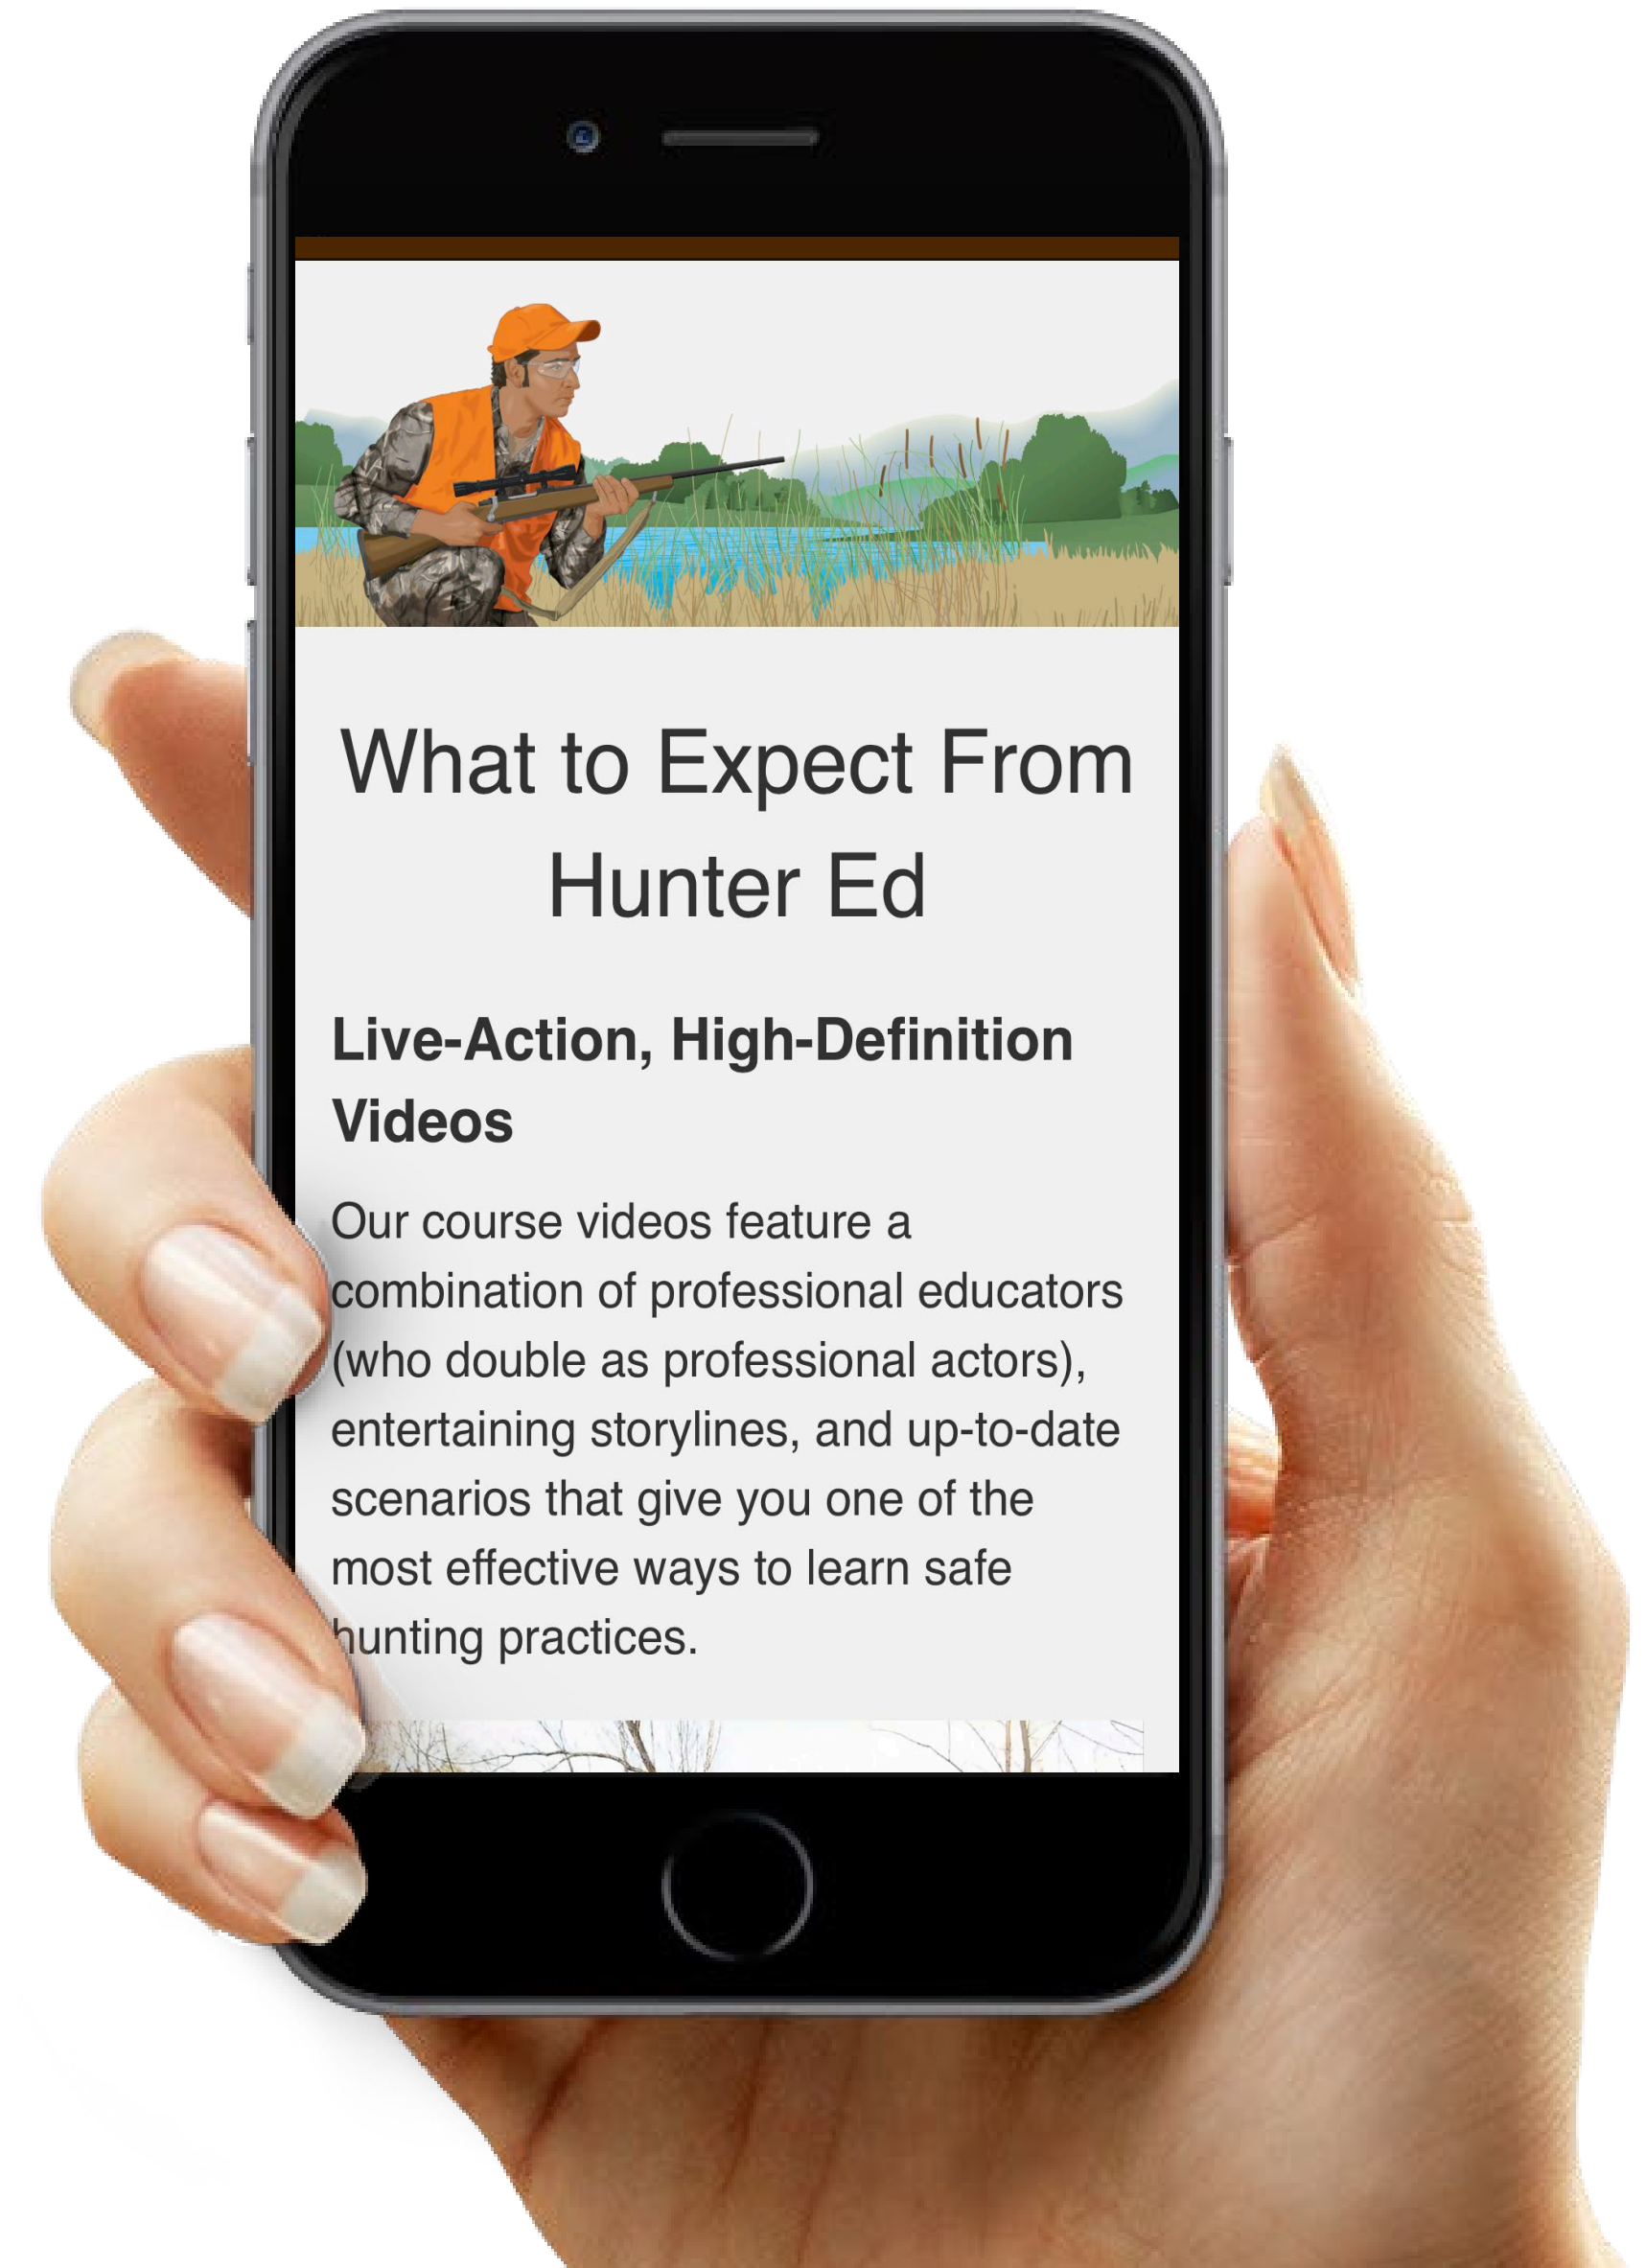 What to Expect From
Hunter Ed
Live-Action, High-Definition
Videos
Our course videos feature a
combination of professional educators
(who double as professional actors),
entertaining storylines, and up-to-date
scenarios that give you one of the
most effective ways to learn safe
hunting practices.